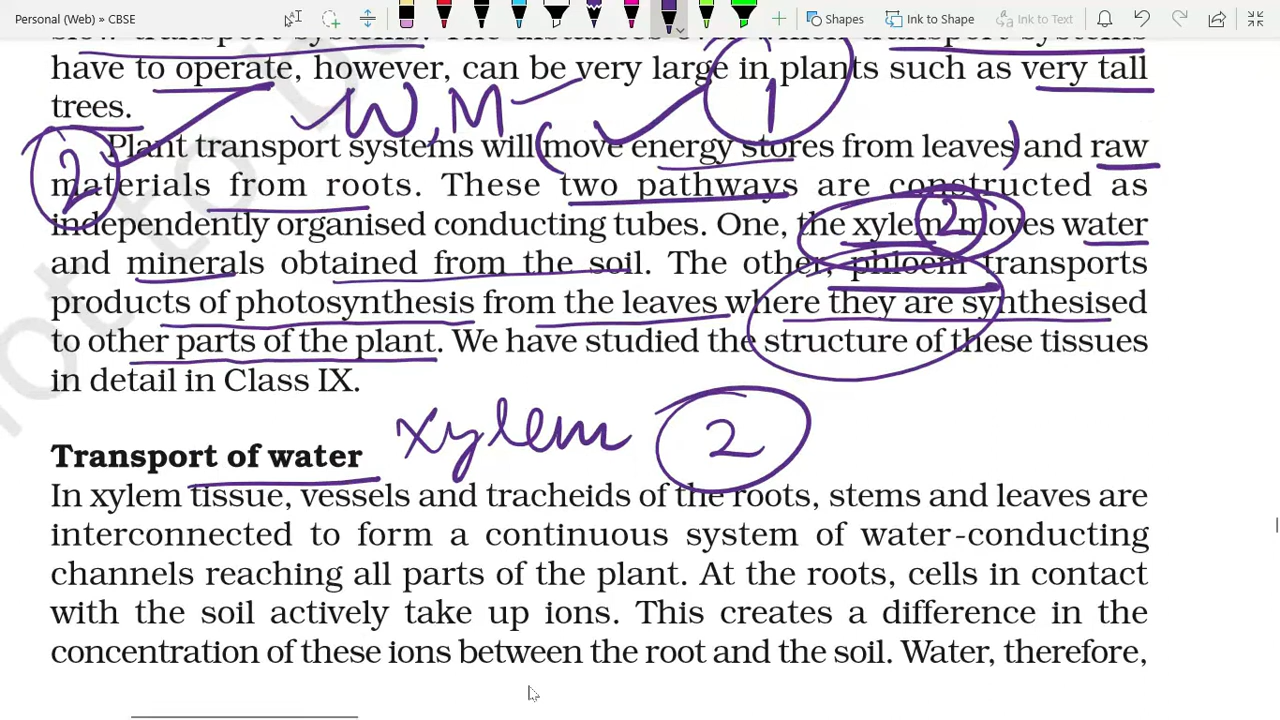 Personal (Web) » CBSE
Shapes
Ink to Shape
Ink to Text
slow transport systems. The
transport systems
have to operate, however, can be very large in plants such as very tall
trees.
W, M
1
2
Plant transport systems will move energy stores from leaves and raw
materials from roots. These two pathways are constructed as
independently organised conducting tubes. One, the xylem moves water
2
and minerals obtained from the soil. The other, phloem transports
products of photosynthesis from the leaves where they are synthesised
to other parts of the plant. We have studied the structure of these tissues
in detail in Class IX.
xylem 2
Transport of water
In xylem tissue, vessels and tracheids of the roots, stems and leaves are
interconnected to form a continuous system of water-conducting
channels reaching all parts of the plant. At the roots, cells in contact
with the soil actively take up ions. This creates a difference in the
concentration of these ions between the root and the soil. Water, therefore,